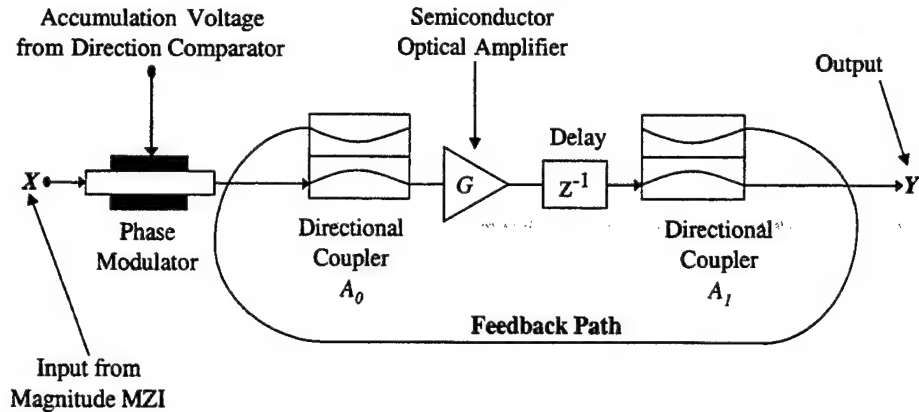 Accumulation Voltage
from Direction Comparator
Semiconductor
Optical Amplifier
Output
Delay
X
G
Z⁻¹
Y
Phase
Modulator
Directional
Coupler
A₀
Directional
Coupler
A₁
Feedback Path
Input from
Magnitude MZI